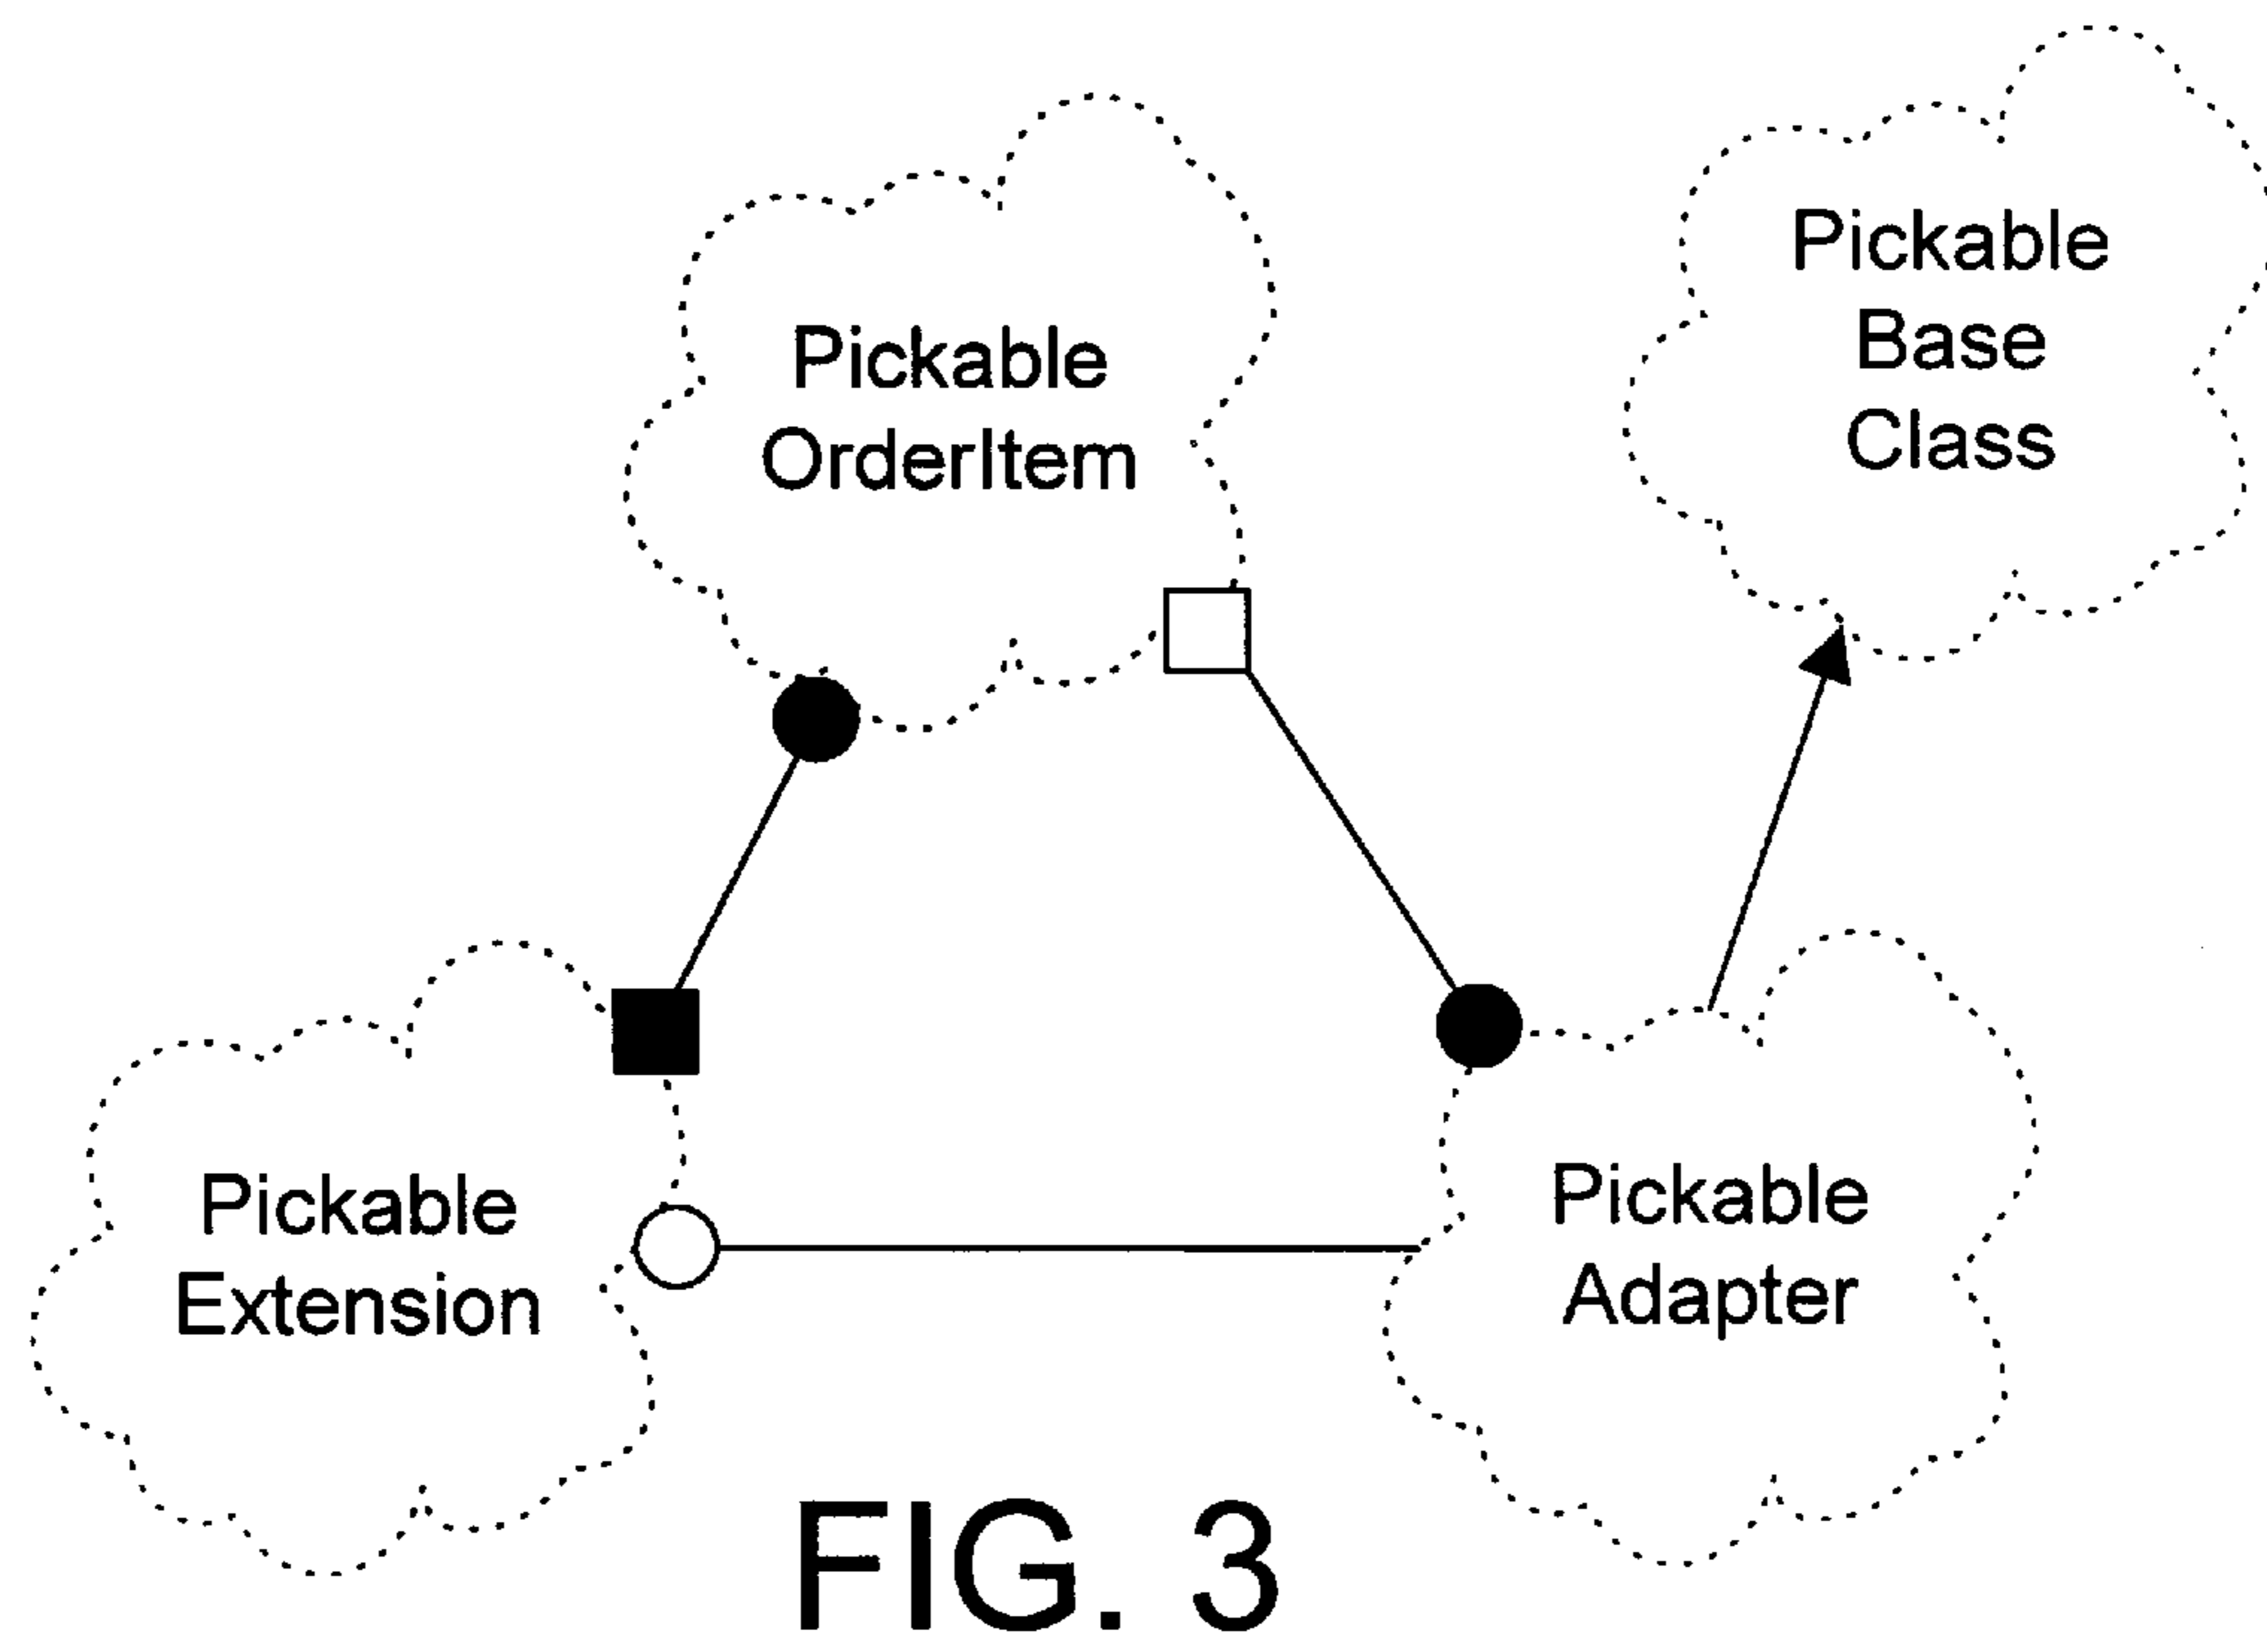 Pickable
OrderItem
Pickable
Base
Class
Pickable
Extension
Pickable
Adapter
FIG. 3